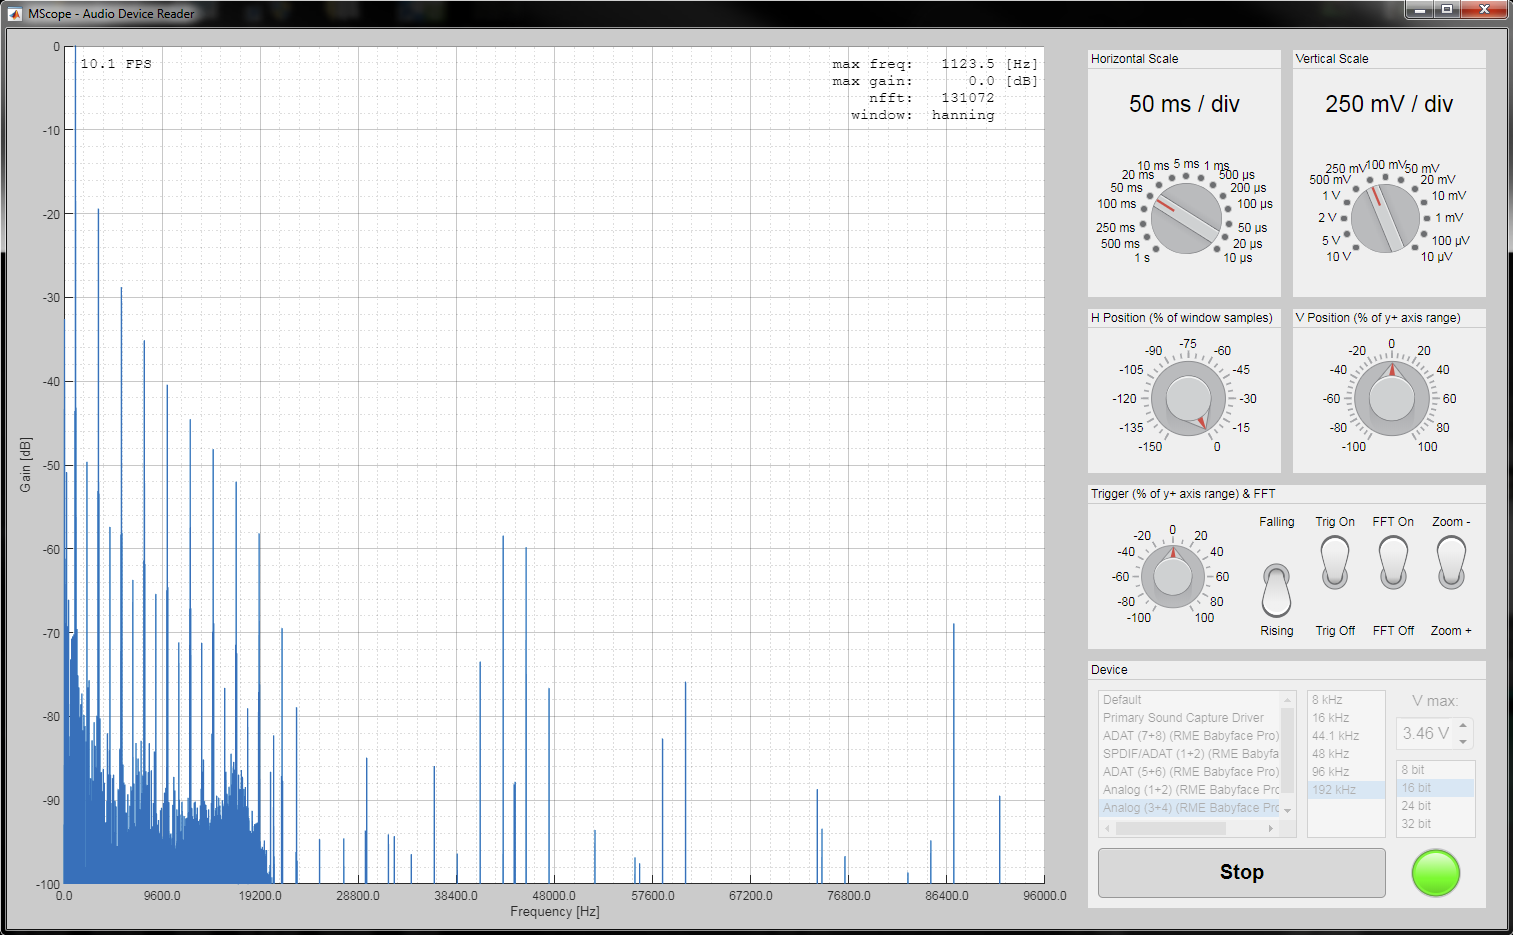 MScope - Audio Device Reader
10.1 FPS
max freq: 1123.5 [Hz]
max gain: 0.0 [dB]
nfft: 131072
window: hanning
0
-10
-20
-30
-40
-50
-60
-70
-80
-90
-100
Gain [dB]
0.0 9600.0 19200.0 28800.0 38400.0 48000.0 57600.0 67200.0 76800.0 86400.0 96000.0
Frequency [Hz]
Horizontal Scale
50 ms / div
10 ms 5 ms 1 ms
20 ms 500 µs
50 ms 200 µs
100 ms 100 µs
250 ms 50 µs
500 ms 20 µs
1 s 10 µs
Vertical Scale
250 mV / div
250 mV 100 mV 50 mV
500 mV 20 mV
1 V 10 mV
2 V 1 mV
5 V 100 µV
10 V 10 µV
H Position (% of window samples)
-75
-90 -60
-105 -45
-120 -30
-135 -15
-150 0
V Position (% of y+ axis range)
0
-20 20
-40 40
-60 60
-80 80
-100 100
Trigger (% of y+ axis range) & FFT
0
-20 20
-40 40
-60 60
-80 80
-100 100
Falling Trig On FFT On Zoom -
Rising Trig Off FFT Off Zoom +
Device
Default
Primary Sound Capture Driver
ADAT (7+8) (RME Babyface Pro)
SPDIF/ADAT (1+2) (RME Babyfa
ADAT (5+6) (RME Babyface Pro)
Analog (1+2) (RME Babyface Prc
Analog (3+4) (RME Babyface Prc
8 kHz
16 kHz
44.1 kHz
48 kHz
96 kHz
192 kHz
V max:
3.46 V
8 bit
16 bit
24 bit
32 bit
Stop